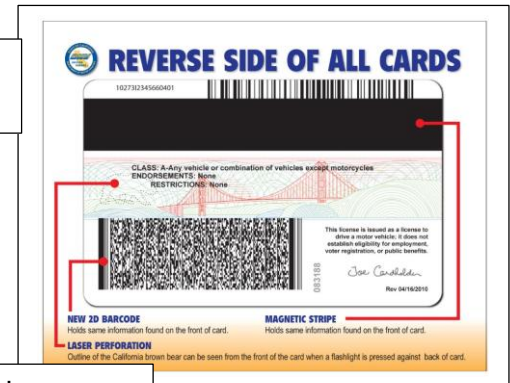 REVERSE SIDE OF ALL CARDS
10273I2345660401
CLASS: A-Any vehicle or combination of vehicles except motorcycles
ENDORSEMENTS: None
RESTRICTIONS: None
This license is issued as a license to
drive a motor vehicle; it does not
establish eligibility for employment,
voter registration, or public benefits.
083188
Joe Cardholder
Rev 04/16/2010
NEW 2D BARCODE
Holds same information found on the front of card.
MAGNETIC STRIPE
Holds same information found on the front of card.
LASER PERFORATION
Outline of the California brown bear can be seen from the front of the card when a flashlight is pressed against back of card.